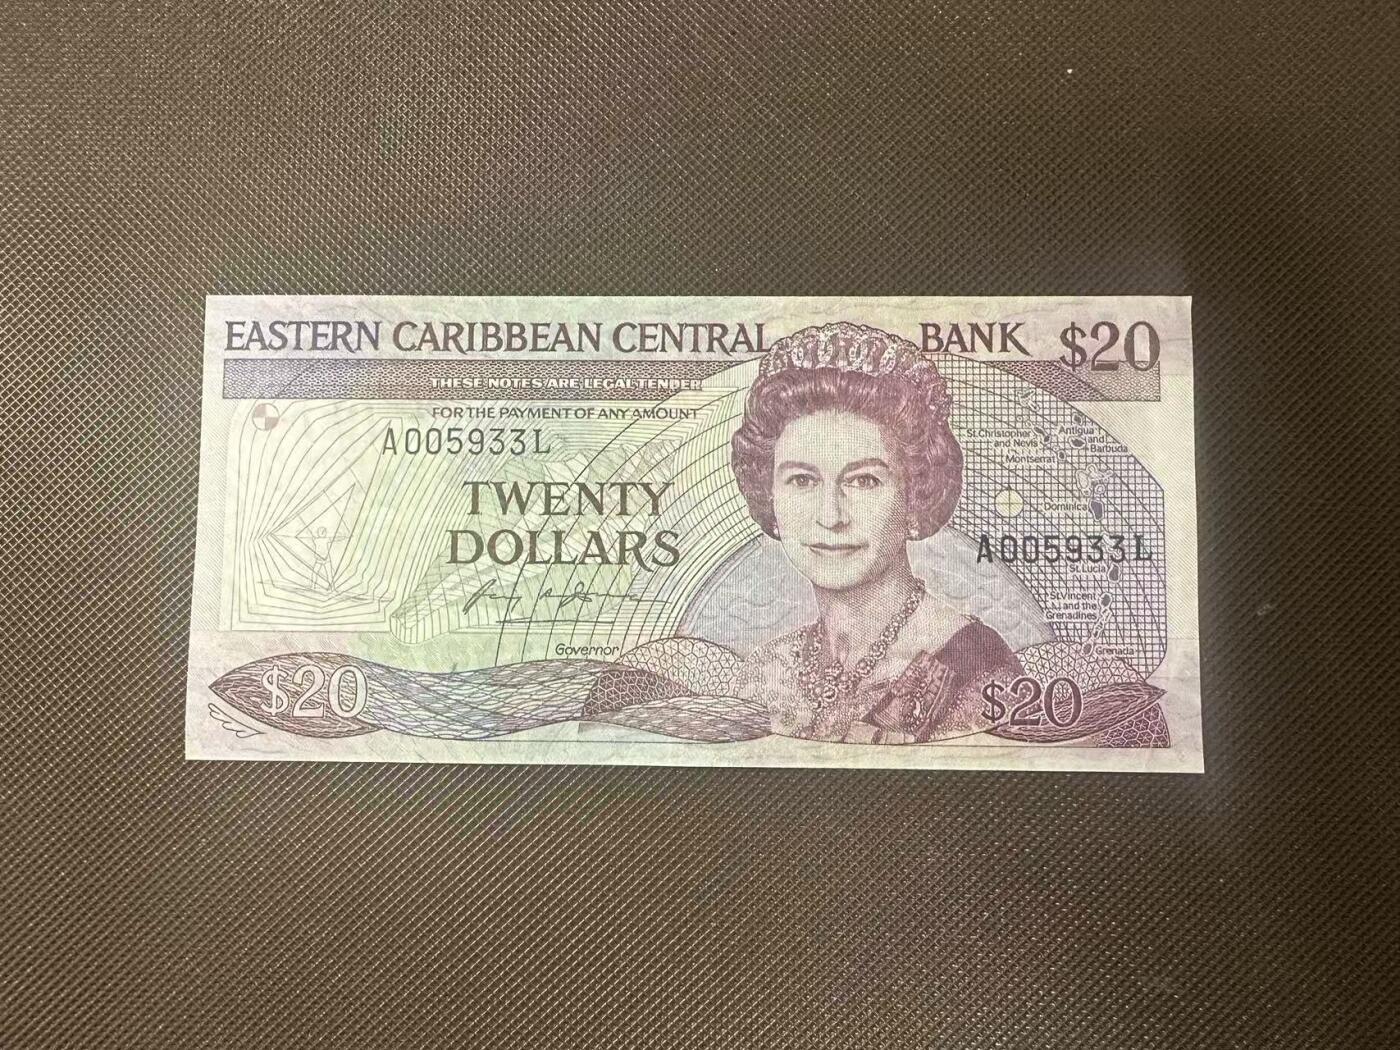 EASTERN CARIBBEAN CENTRAL BANK $20
THESE NOTES ARE LEGAL TENDER
FOR THE PAYMENT OF ANY AMOUNT
A005933L
TWENTY
DOLLARS
Governor
$20
St.Christopher
and Nevis
Antigua
and
Barbuda
Montserrat
Dominica
A005933L
St.Lucia
St.Vincent
and the
Grenadines
Grenada
$20